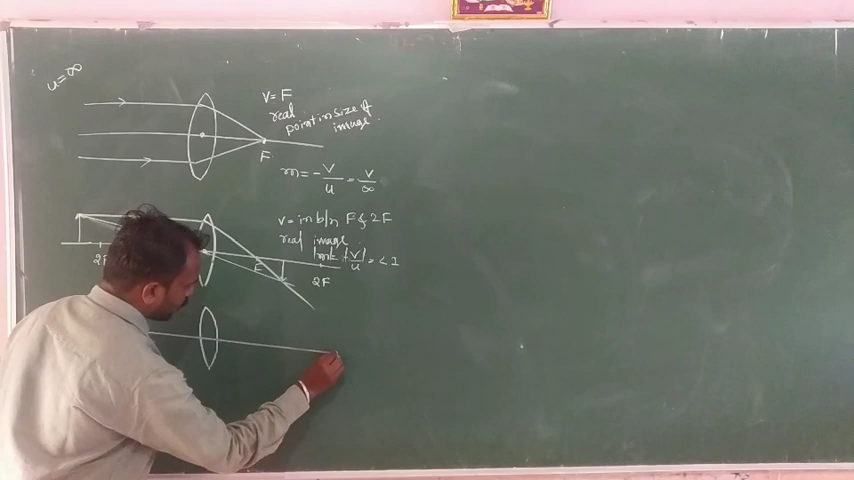 u=∞
v= F
real
point in size of
image.
F
m = - v/u = v/∞
v= in b/n F & 2F
real image
|m|= |v/u| = < 1
2F
F
2F